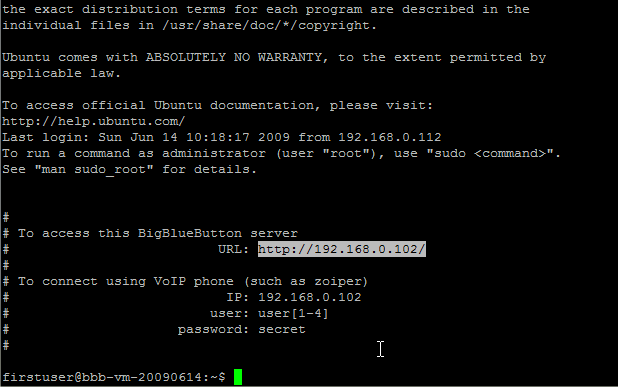 the exact distribution terms for each program are described in the
individual files in /usr/share/doc/*/copyright.
Ubuntu comes with ABSOLUTELY NO WARRANTY, to the extent permitted by
applicable law.
To access official Ubuntu documentation, please visit:
http://help.ubuntu.com/
Last login: Sun Jun 14 10:18:17 2009 from 192.168.0.112
To run a command as administrator (user "root"), use "sudo <command>".
See "man sudo_root" for details.
#
# To access this BigBlueButton server
# URL: http://192.168.0.102/
#
# To connect using VoIP phone (such as zoiper)
# IP: 192.168.0.102
# user: user[1-4]
# password: secret
#
firstuser@bbb-vm-20090614:~$